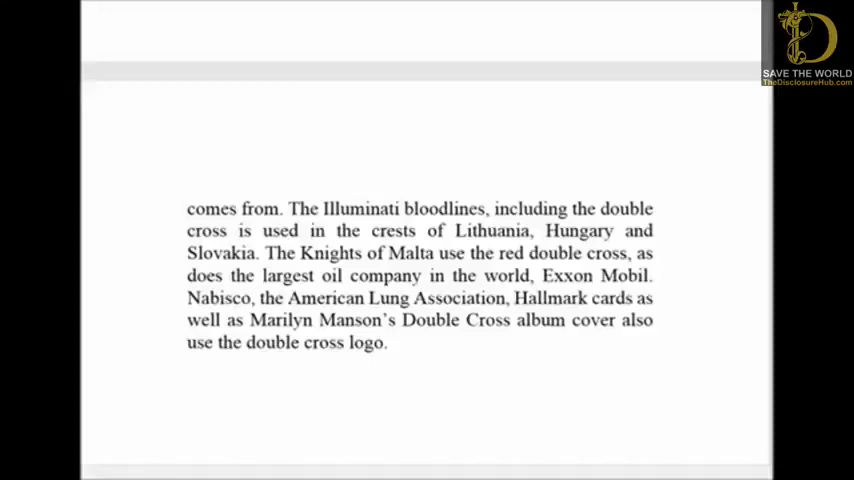 SAVE THE WORLD
TheDisclosureHub.com
comes from. The Illuminati bloodlines, including the double
cross is used in the crests of Lithuania, Hungary and
Slovakia. The Knights of Malta use the red double cross, as
does the largest oil company in the world, Exxon Mobil.
Nabisco, the American Lung Association, Hallmark cards as
well as Marilyn Manson's Double Cross album cover also
use the double cross logo.